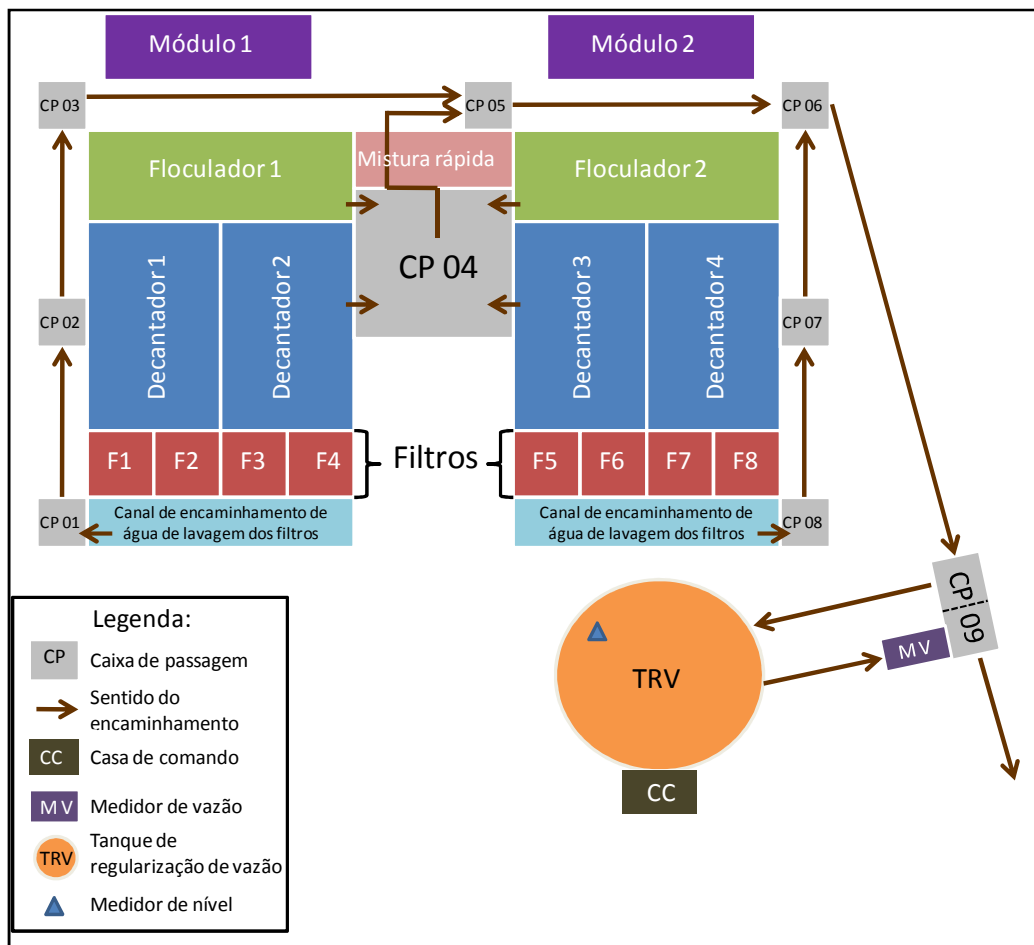 Módulo 1
Módulo 2
CP 03
CP 05
CP 06
Mistura rápida
Floculador 1
Floculador 2
CP 04
Decantador 1
Decantador 2
Decantador 3
Decantador 4
CP 02
CP 07
F1
F2
F3
F4
Filtros
F5
F6
F7
F8
CP 01
Canal de encaminhamento de
água de lavagem dos filtros
Canal de encaminhamento de
água de lavagem dos filtros
CP 08
CP 09
MV
TRV
CC
Legenda:
CP
Caixa de passagem
Sentido do
encaminhamento
CC
Casa de comando
MV
Medidor de vazão
TRV
Tanque de
regularização de vazão
Medidor de nível